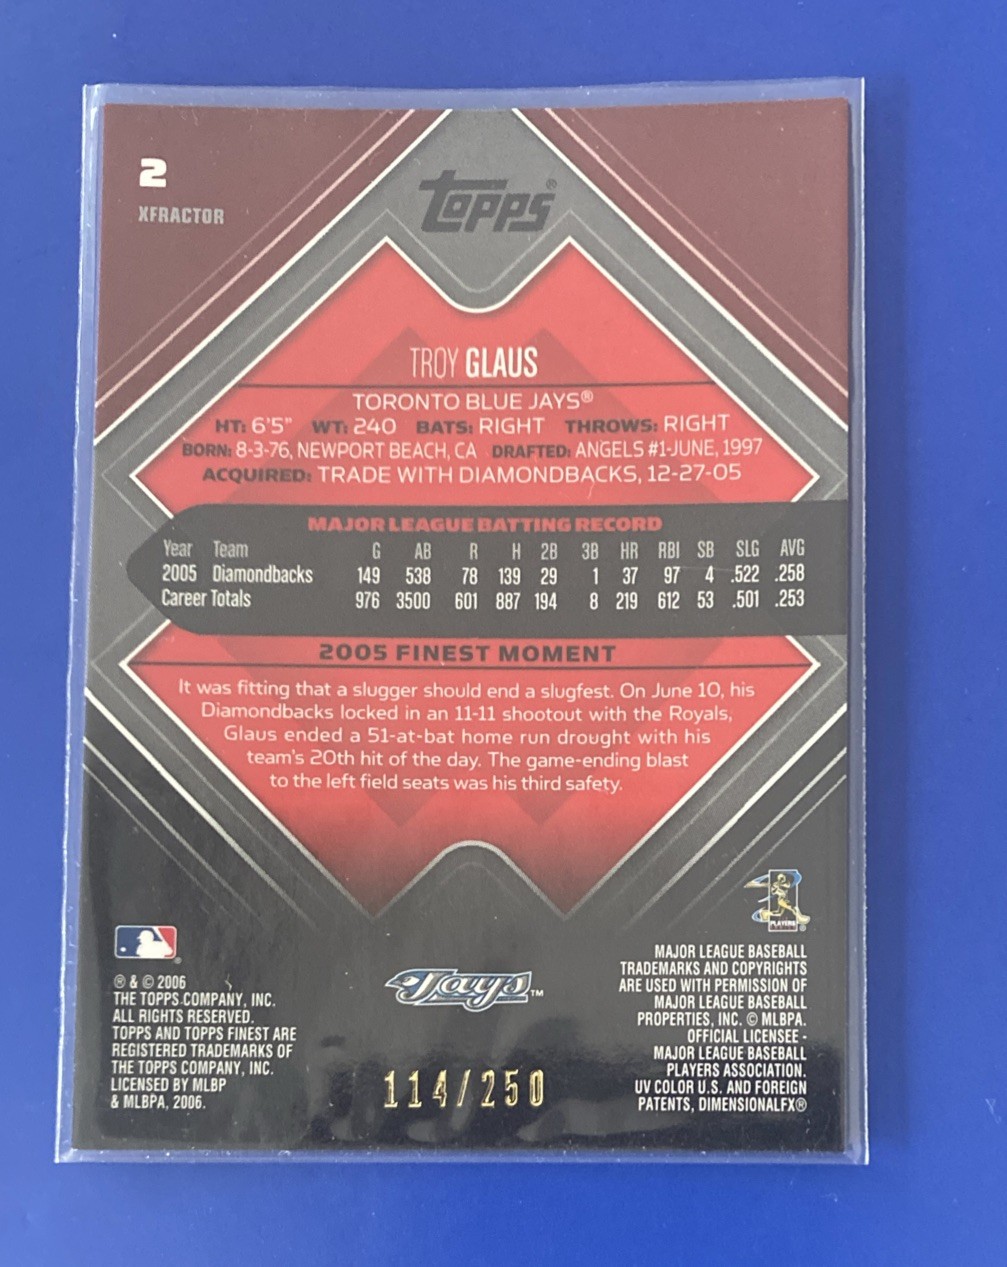 2
XFRACTOR
TOPPS®
TROY GLAUS
TORONTO BLUE JAYS®
HT: 6'5" WT: 240 BATS: RIGHT THROWS: RIGHT
BORN: 8-3-76, NEWPORT BEACH, CA DRAFTED: ANGELS #1-JUNE, 1997
ACQUIRED: TRADE WITH DIAMONDBACKS, 12-27-05
MAJOR LEAGUE BATTING RECORD
Year Team G AB R H 2B 3B HR RBI SB SLG AVG
2005 Diamondbacks 149 538 78 139 29 1 37 97 4 .522 .258
Career Totals 976 3500 601 887 194 8 219 612 53 .501 .253
2005 FINEST MOMENT
It was fitting that a slugger should end a slugfest. On June 10, his
Diamondbacks locked in an 11-11 shootout with the Royals,
Glaus ended a 51-at-bat home run drought with his
team's 20th hit of the day. The game-ending blast
to the left field seats was his third safety.
® & © 2006
THE TOPPS COMPANY, INC.
ALL RIGHTS RESERVED.
TOPPS AND TOPPS FINEST ARE
REGISTERED TRADEMARKS OF
THE TOPPS COMPANY, INC.
LICENSED BY MLBP
& MLBPA, 2006.
Jays™
114/250
PLAYERS
MAJOR LEAGUE BASEBALL
TRADEMARKS AND COPYRIGHTS
ARE USED WITH PERMISSION OF
MAJOR LEAGUE BASEBALL
PROPERTIES, INC. © MLBPA.
OFFICIAL LICENSEE -
MAJOR LEAGUE BASEBALL
PLAYERS ASSOCIATION.
UV COLOR U.S. AND FOREIGN
PATENTS, DIMENSIONALFX®